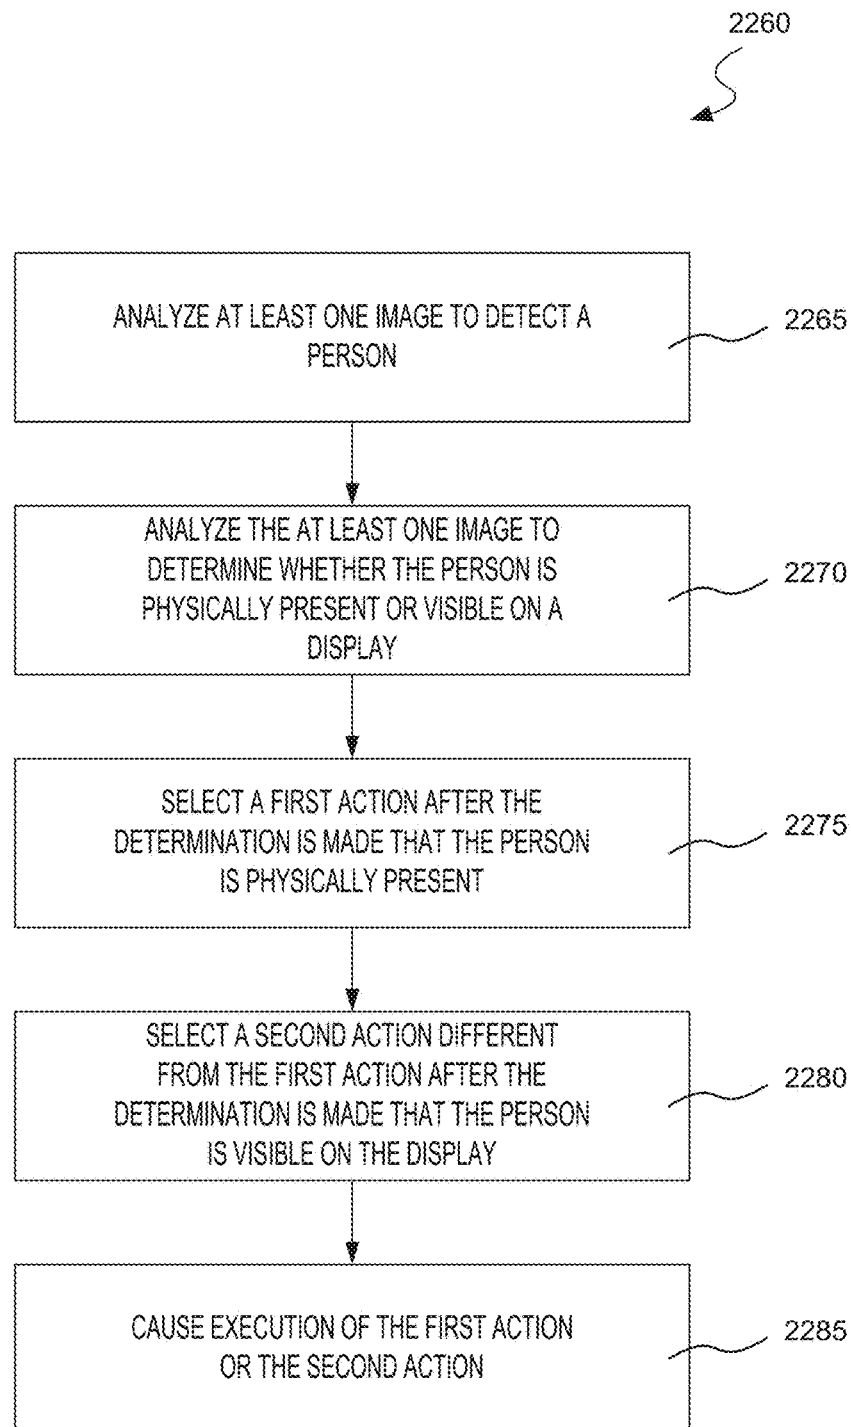 2260
ANALYZE AT LEAST ONE IMAGE TO DETECT A
PERSON
2265
ANALYZE THE AT LEAST ONE IMAGE TO
DETERMINE WHETHER THE PERSON IS
PHYSICALLY PRESENT OR VISIBLE ON A
DISPLAY
2270
SELECT A FIRST ACTION AFTER THE
DETERMINATION IS MADE THAT THE PERSON
IS PHYSICALLY PRESENT
2275
SELECT A SECOND ACTION DIFFERENT
FROM THE FIRST ACTION AFTER THE
DETERMINATION IS MADE THAT THE PERSON
IS VISIBLE ON THE DISPLAY
2280
CAUSE EXECUTION OF THE FIRST ACTION
OR THE SECOND ACTION
2285